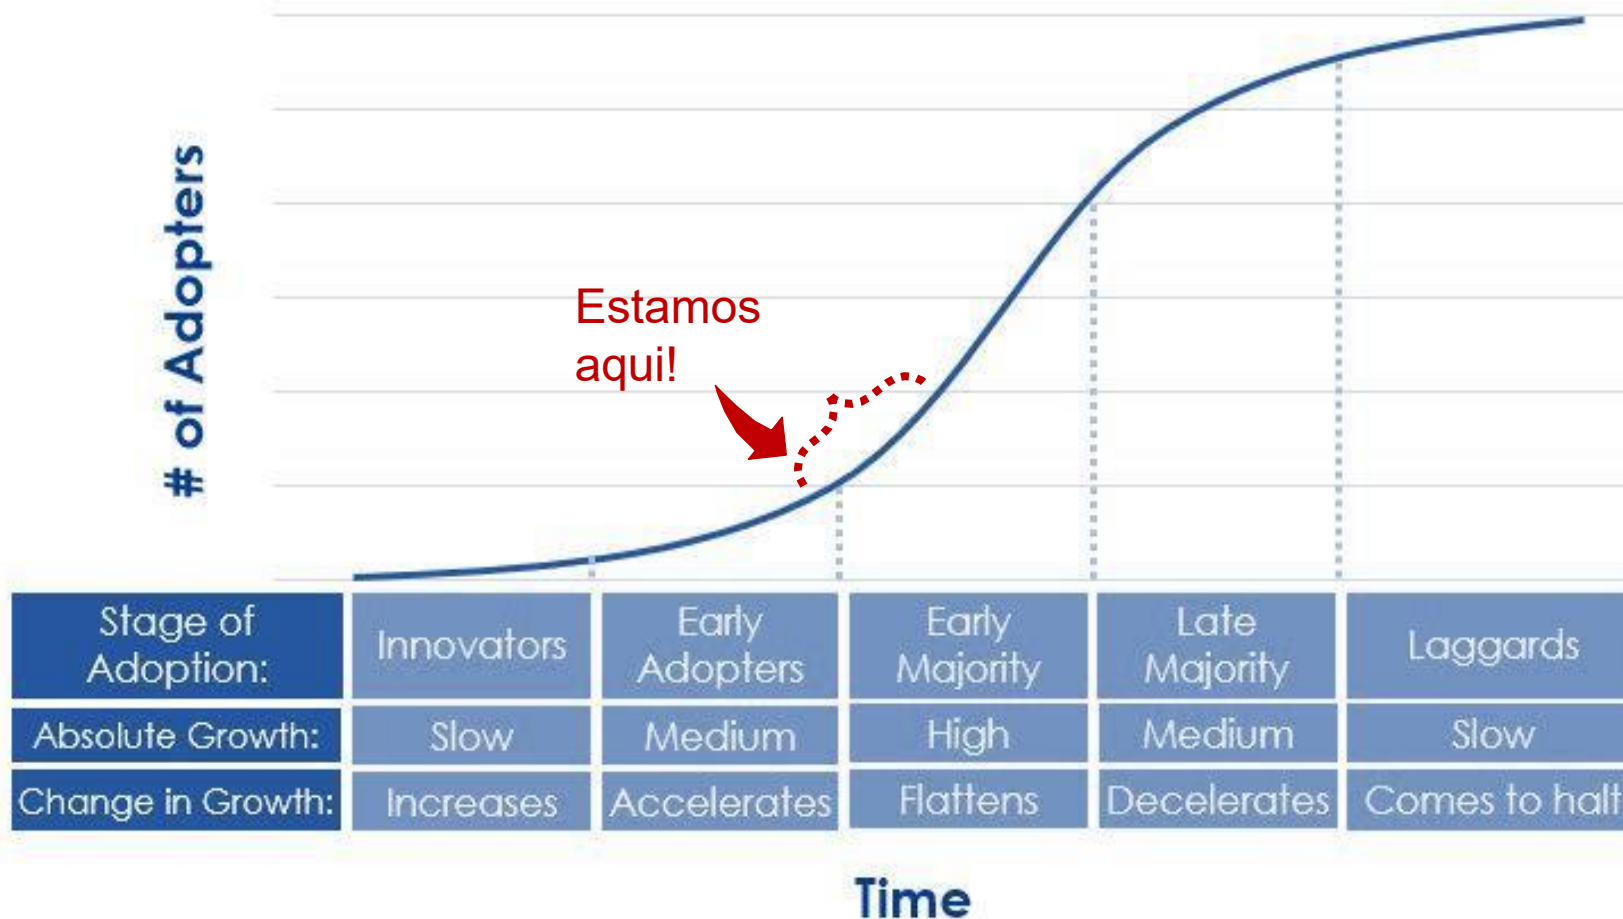 # of Adopters
Estamos
aqui!
Stage of
Adoption:
Innovators
Early
Adopters
Early
Majority
Late
Majority
Laggards
Absolute Growth:
Slow
Medium
High
Medium
Slow
Change in Growth:
Increases
Accelerates
Flattens
Decelerates
Comes to halt
Time